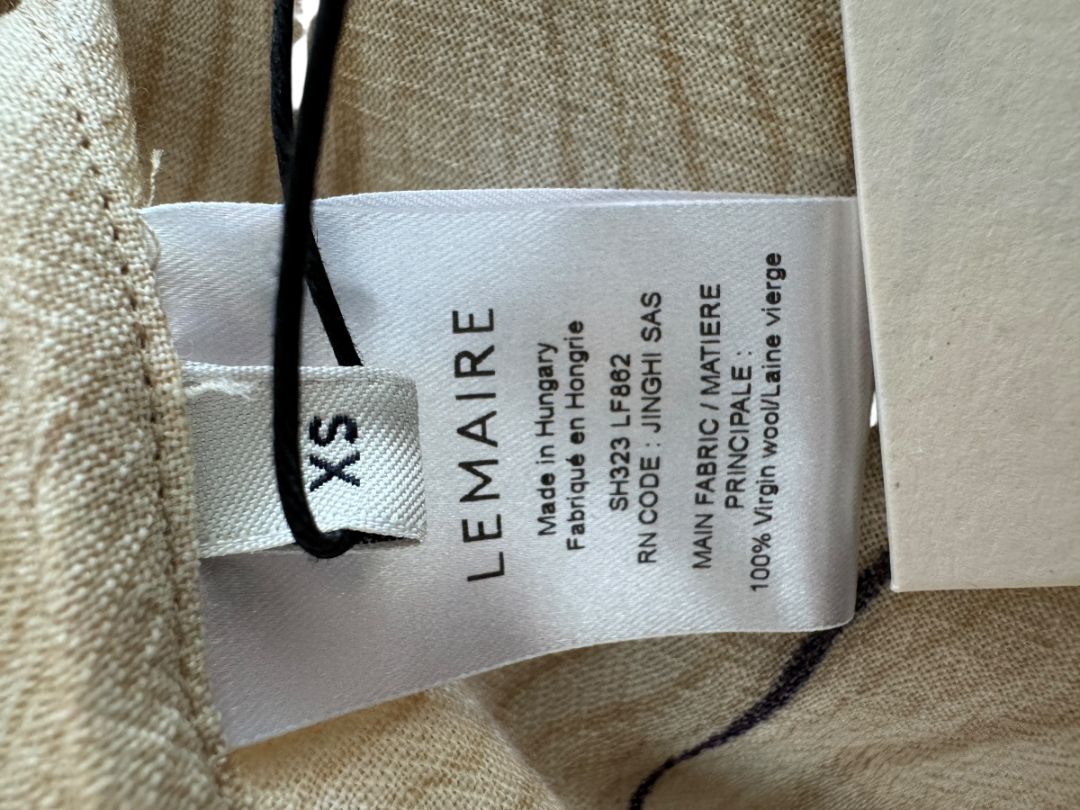 XS
LEMAIRE
Made in Hungary
Fabriqué en Hongrie
SH323 LF862
RN CODE : JINGHI SAS
MAIN FABRIC / MATIERE
PRINCIPALE :
100% Virgin wool/Laine vierge